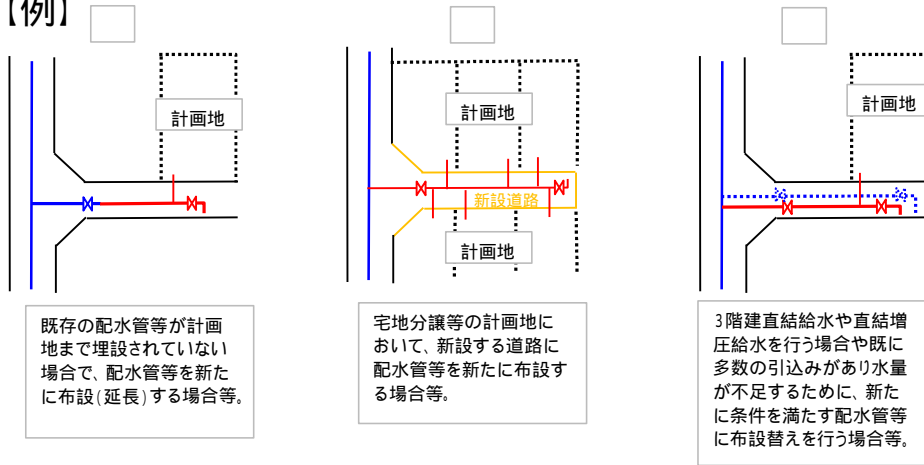 【例】
計画地
既存の配水管等が計画
地まで埋設されていない
場合で、配水管等を新た
に布設(延長)する場合等。
計画地
新設道路
計画地
宅地分譲等の計画地に
おいて、新設する道路に
配水管等を新たに布設す
る場合等。
計画地
3階建直結給水や直結増
圧給水を行う場合や既に
多数の引込みがあり水量
が不足するために、新た
に条件を満たす配水管等
に布設替えを行う場合等。